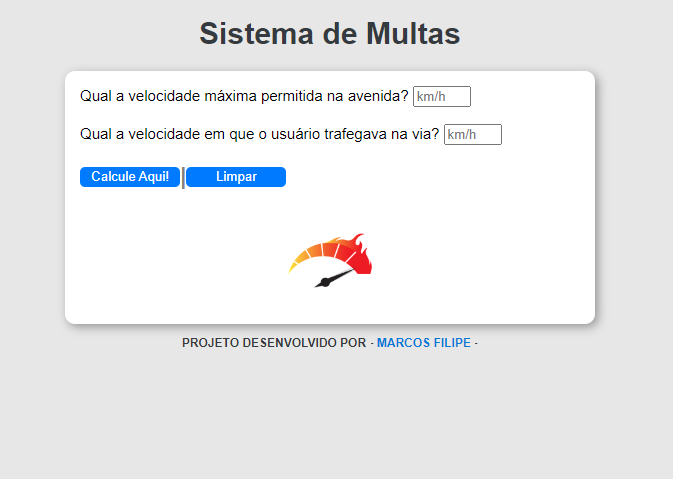 Sistema de Multas
Qual a velocidade máxima permitida na avenida? km/h
Qual a velocidade em que o usuário trafegava na via? km/h
Calcule Aqui! | Limpar
PROJETO DESENVOLVIDO POR - MARCOS FILIPE -